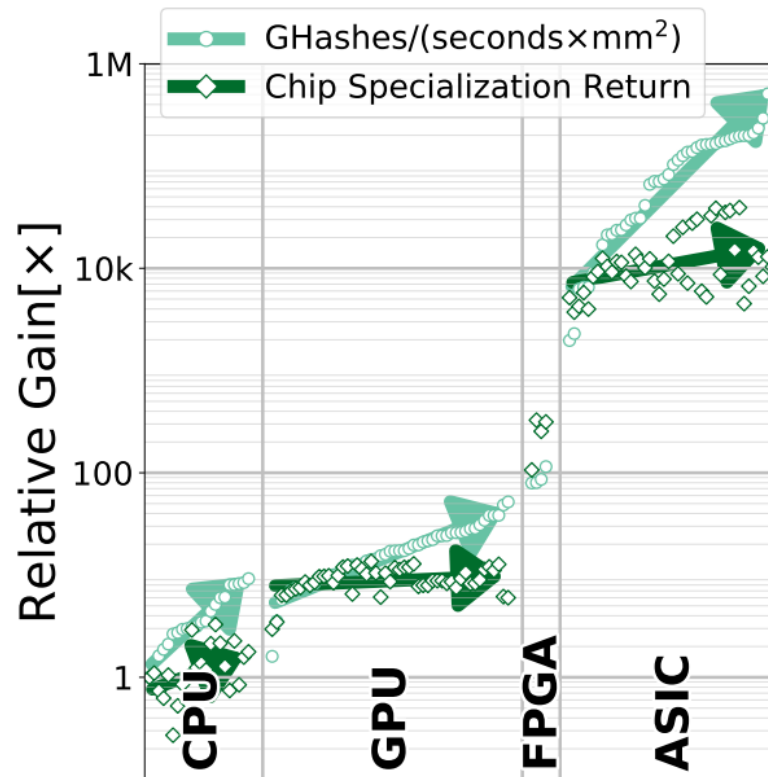 GHashes/(seconds×mm²)
Chip Specialization Return
1M
10k
100
1
Relative Gain[×]
CPU
GPU
FPGA
ASIC